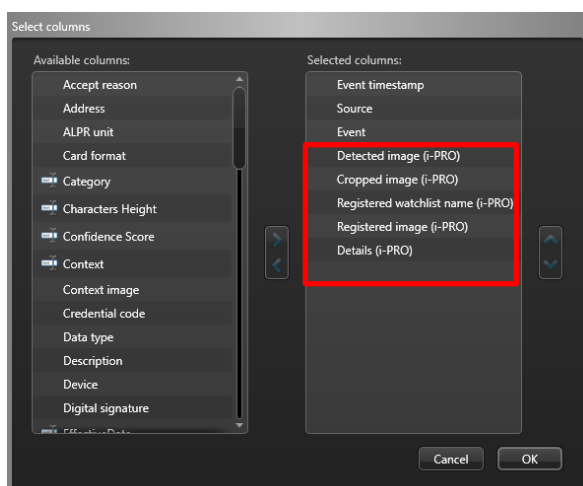 Select columns
Available columns:
Accept reason
Address
ALPR unit
Card format
Category
Characters Height
Confidence Score
Context
Context image
Credential code
Data type
Description
Device
Digital signature
Selected columns:
Event timestamp
Source
Event
Detected image (i-PRO)
Cropped image (i-PRO)
Registered watchlist name (i-PRO)
Registered image (i-PRO)
Details (i-PRO)
Cancel
OK